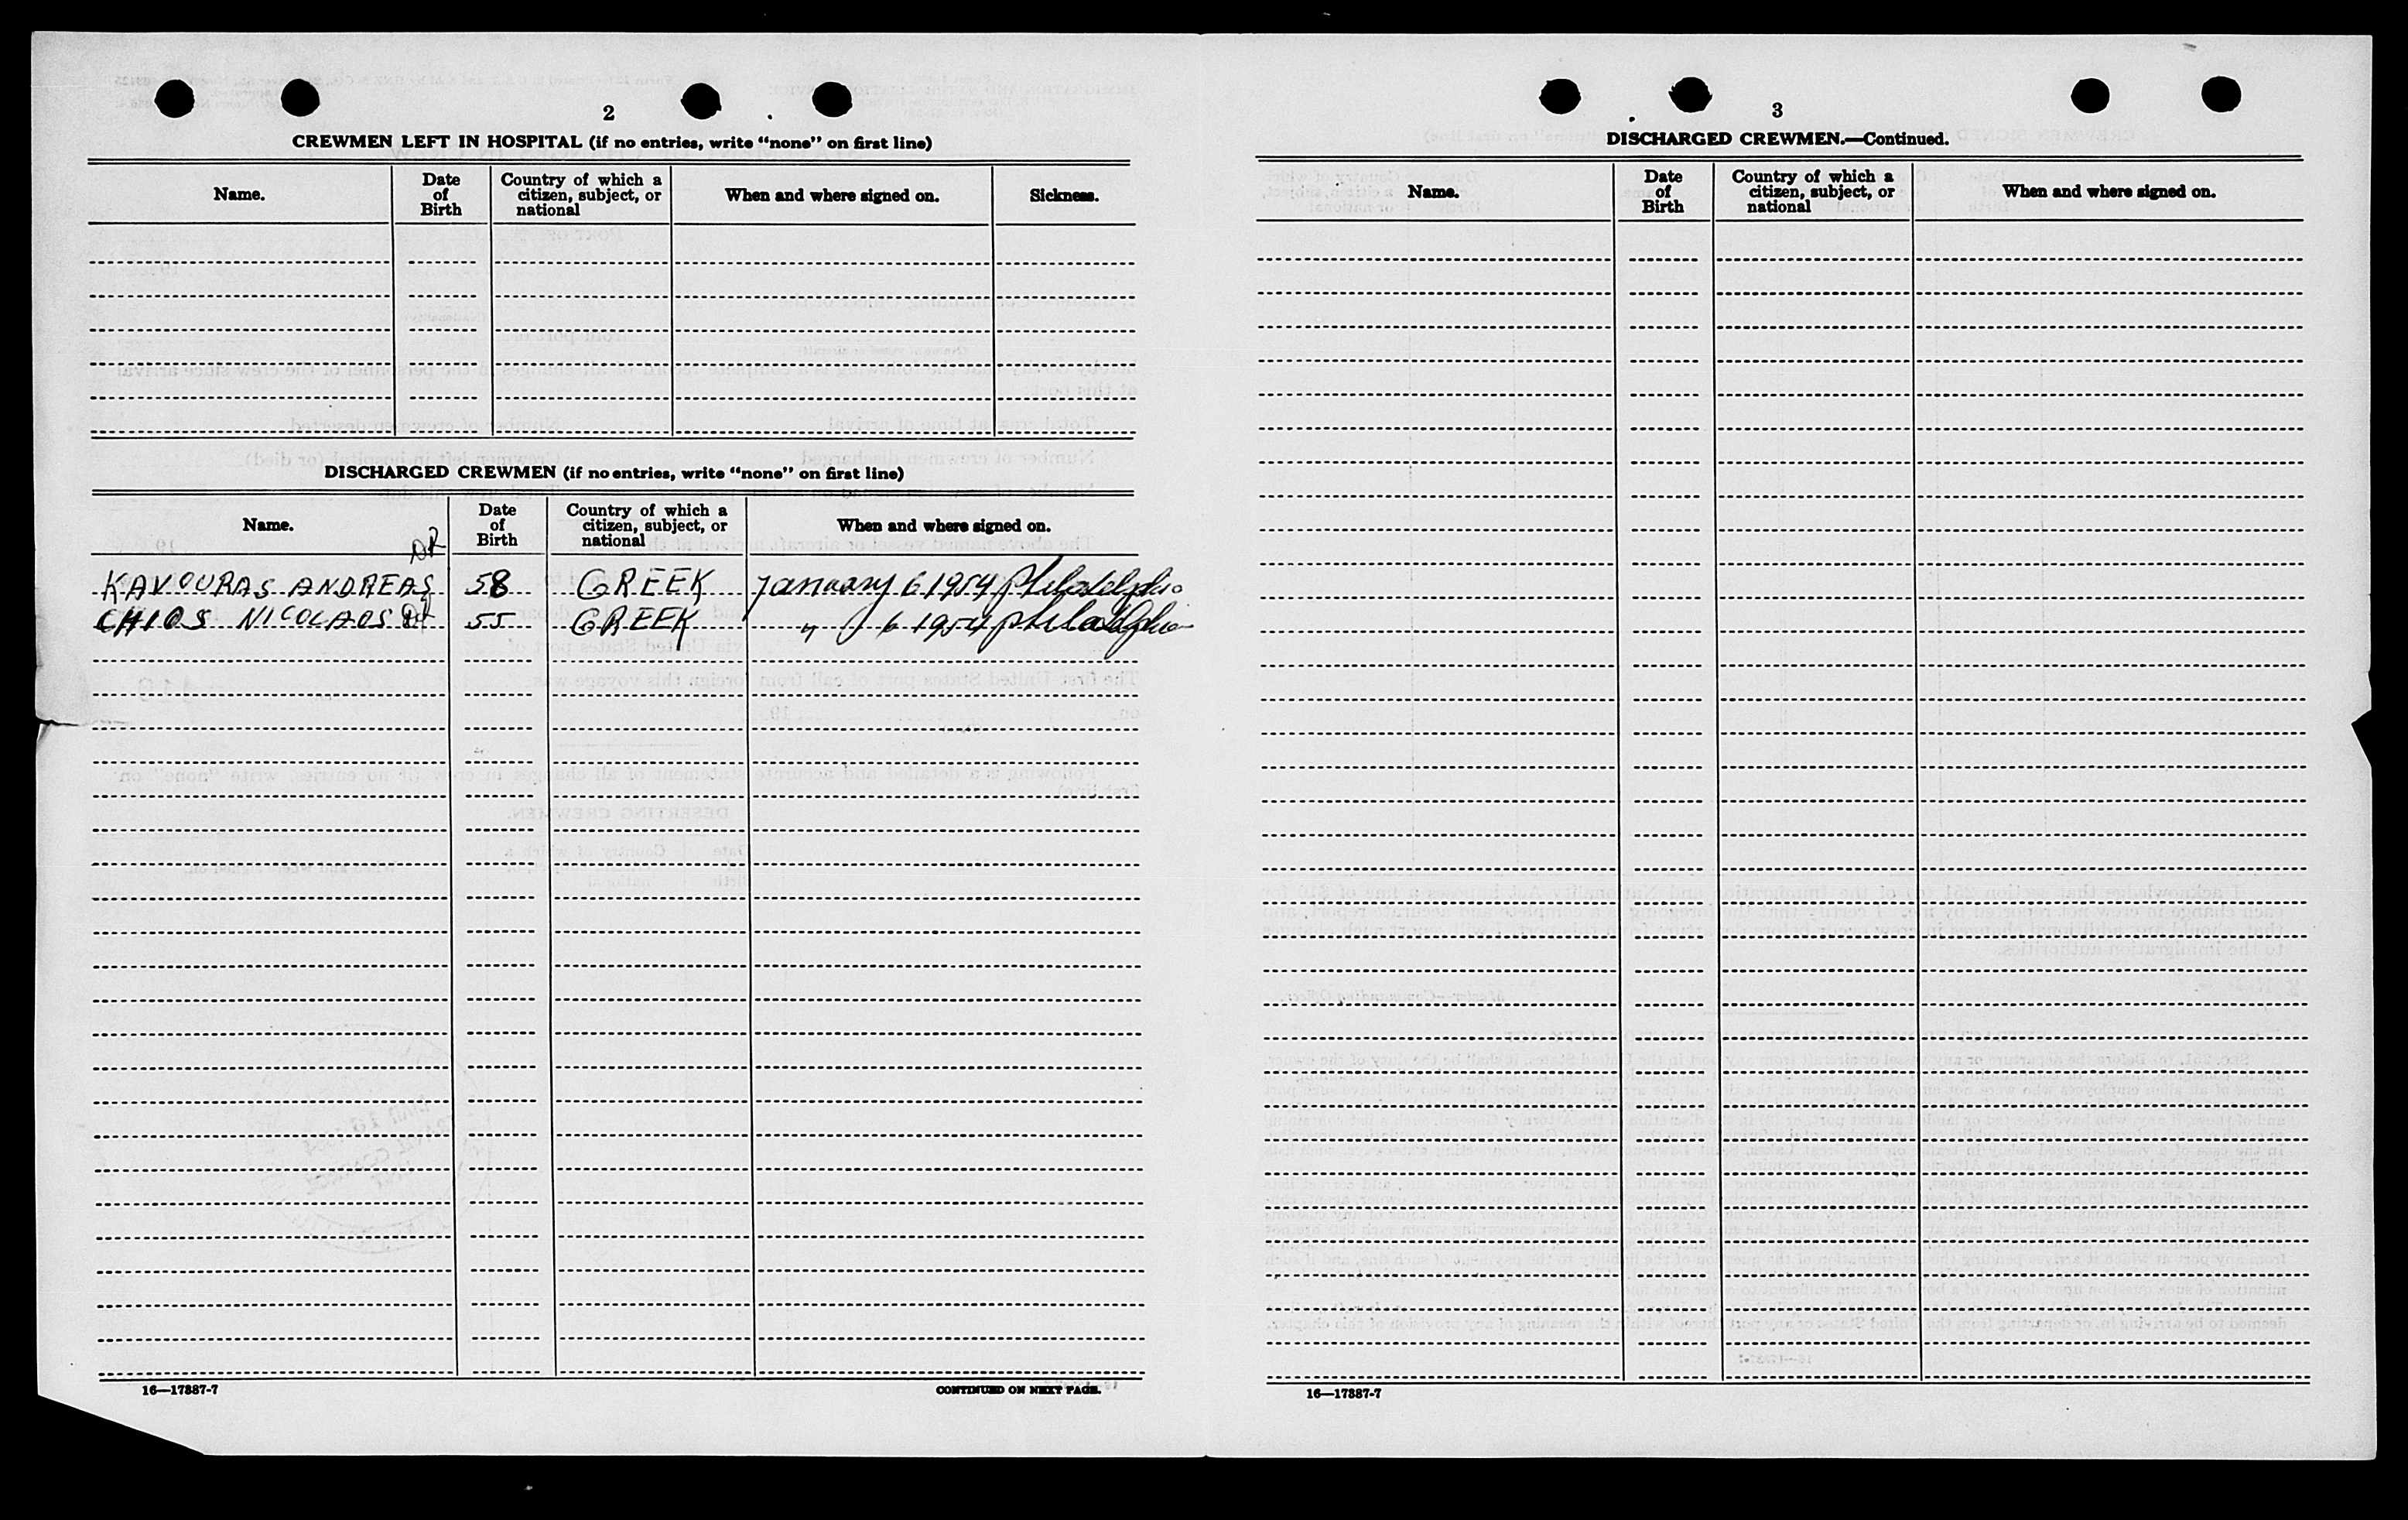 2
CREWMEN LEFT IN HOSPITAL (if no entries, write "none" on first line)
Name.
Date of Birth
Country of which a citizen, subject, or national
When and where signed on.
Sickness.
DISCHARGED CREWMEN (if no entries, write "none" on first line)
Name.
Date of Birth
Country of which a citizen, subject, or national
When and where signed on.
DR
KAVOURAS ANDREAS 58 GREEK January 6 1954 philadelphia
CHIOS NICOLAOS DR 55 GREEK " 6 1954 philadelphia
16—17887-7
CONTINUED ON NEXT PAGE.
3
DISCHARGED CREWMEN.—Continued.
Name.
Date of Birth
Country of which a citizen, subject, or national
When and where signed on.
16—17887-7